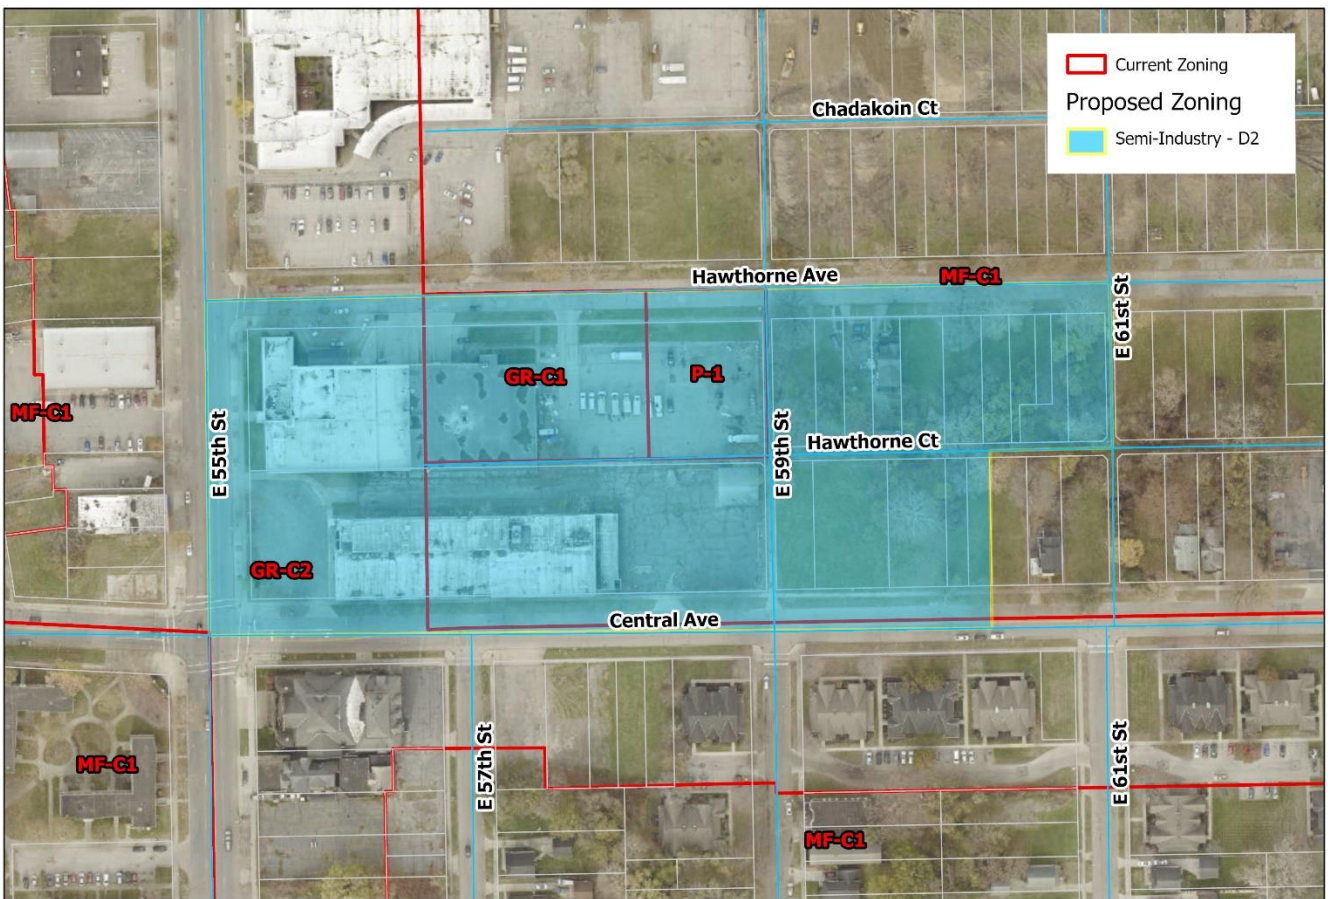 Current Zoning
Proposed Zoning
Semi-Industry - D2
Chadakoin Ct
Hawthorne Ave
MF-C1
E 61st St
GR-C1
P-1
MF-C1
E 55th St
E 59th St
Hawthorne Ct
GR-C2
Central Ave
MF-C1
E 57th St
E 61st St
MF-C1